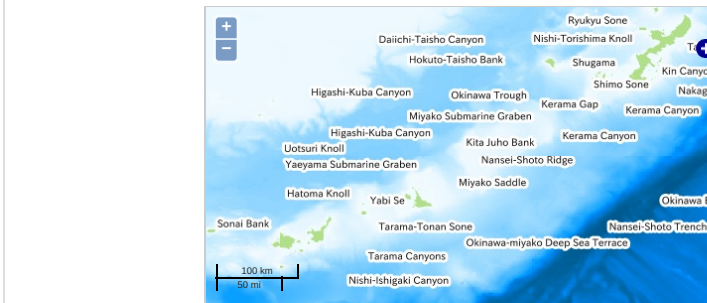 +
−
Ryukyu Sone
Daiichi-Taisho Canyon
Nishi-Torishima Knoll
Hokuto-Taisho Bank
Shugama
Kin Canyo
Shimo Sone
Nakag
Higashi-Kuba Canyon
Okinawa Trough
Kerama Gap
Kerama Canyon
Miyako Submarine Graben
Higashi-Kuba Canyon
Kerama Canyon
Kita Juho Bank
Uotsuri Knoll
Nansei-Shoto Ridge
Yaeyama Submarine Graben
Miyako Saddle
Hatoma Knoll
Yabi Se
Okinawa
Sonai Bank
Tarama-Tonan Sone
Nansei-Shoto Trench
Okinawa-miyako Deep Sea Terrace
Tarama Canyons
100 km
50 mi
Nishi-Ishigaki Canyon